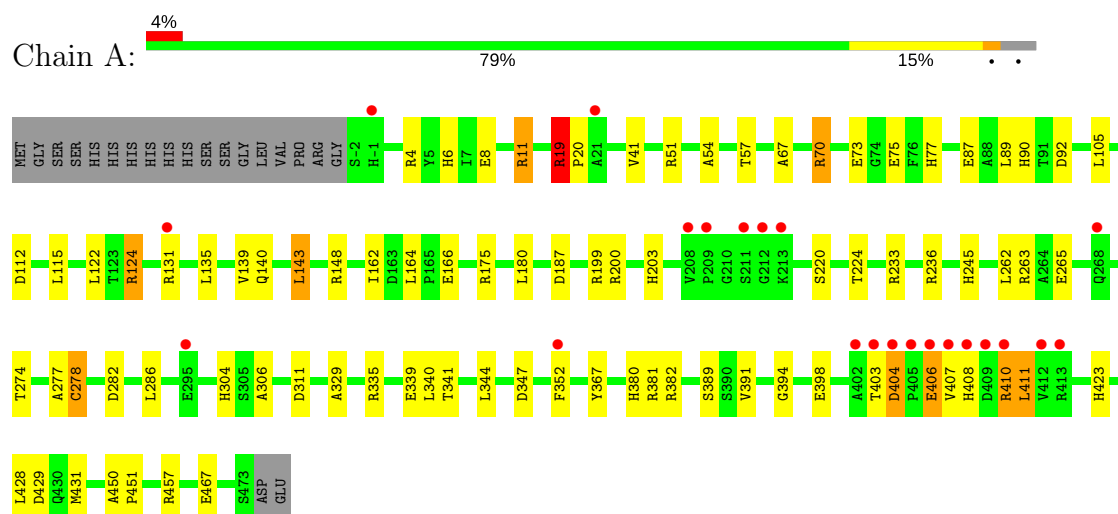 4%
Chain A:
79% 15% • •
MET GLY SER SER HIS HIS HIS HIS HIS HIS SER SER GLY LEU VAL PRO ARG GLY S-2 H-1 R4 Y5 H6 I7 E8 R11 R19 P20 A21 V41 R51 A54 T57 A67 R70 E73 G74 E75 F76 H77 E87 A88 L89 H90 T91 D92 L105
D112 L115 L122 T123 R124 R131 L135 V139 Q140 L143 R148 I162 D163 L164 P165 E166 R175 L180 D187 R199 R200 H203 V208 P209 G210 S211 G212 K213 S220 T224 R233 R236 H245 L262 R263 A264 E265 Q268
T274 A277 C278 D282 L286 E295 H304 S305 A306 D311 A329 R335 E339 L340 T341 L344 D347 F352 Y367 H380 R381 R382 S389 S390 V391 G394 E398 A402 T403 D404 P405 E406 V407 H408 D409 R410 L411 V412 R413 H423
L428 D429 Q430 M431 A450 P451 R457 E467 S473 ASP GLU